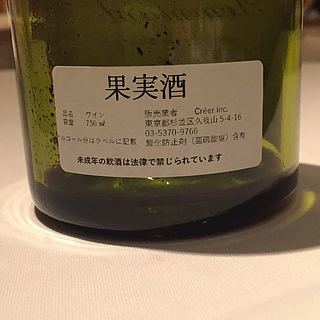 果実酒
品名 ワイン 販売業者 Créer inc.
容量 750㎖ 東京都杉並区久我山5-4-16
03-5370-9766
アルコール分はラベルに記載 酸化防止剤（亜硫酸塩）含有
未成年の飲酒は法律で禁じられています